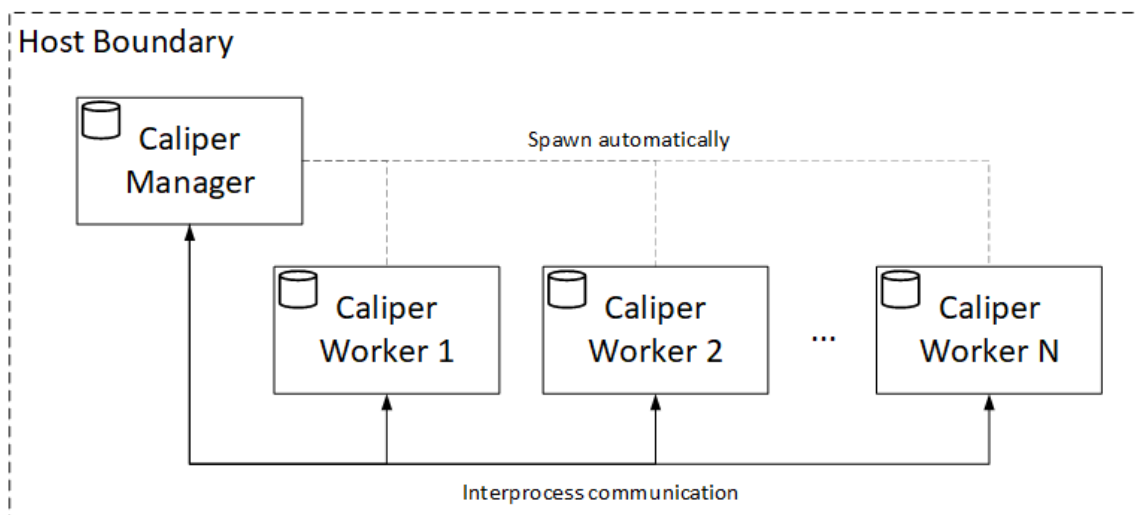 Host Boundary
Caliper
Manager
Spawn automatically
Caliper
Worker 1
Caliper
Worker 2
...
Caliper
Worker N
Interprocess communication